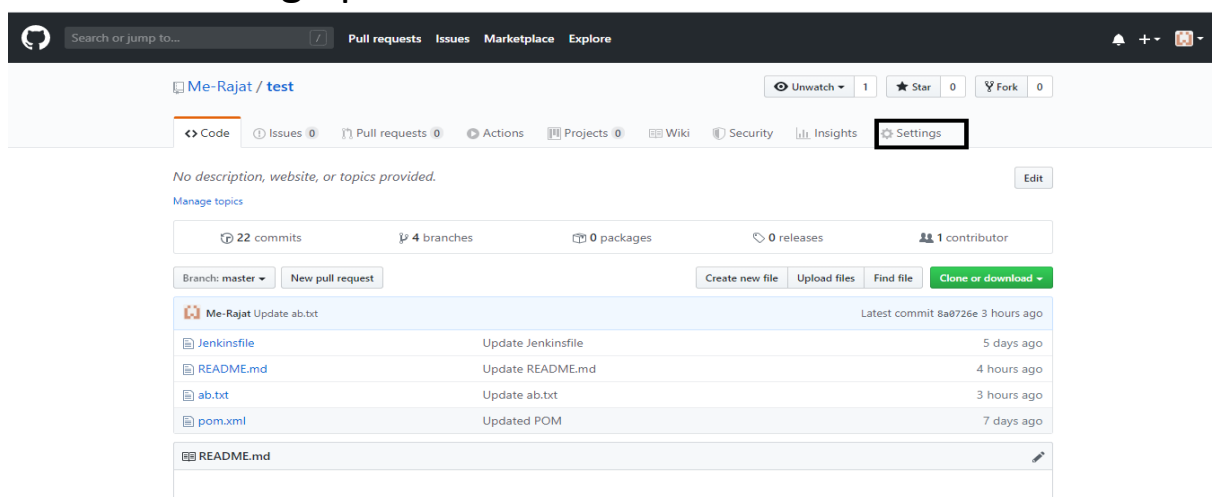 Search or jump to... / Pull requests Issues Marketplace Explore
Me-Rajat / test Unwatch 1 Star 0 Fork 0
Code Issues 0 Pull requests 0 Actions Projects 0 Wiki Security Insights Settings
No description, website, or topics provided. Edit
Manage topics
22 commits 4 branches 0 packages 0 releases 1 contributor
Branch: master New pull request Create new file Upload files Find file Clone or download
Me-Rajat Update ab.txt Latest commit 8a0726e 3 hours ago
Jenkinsfile Update Jenkinsfile 5 days ago
README.md Update README.md 4 hours ago
ab.txt Update ab.txt 3 hours ago
pom.xml Updated POM 7 days ago
README.md